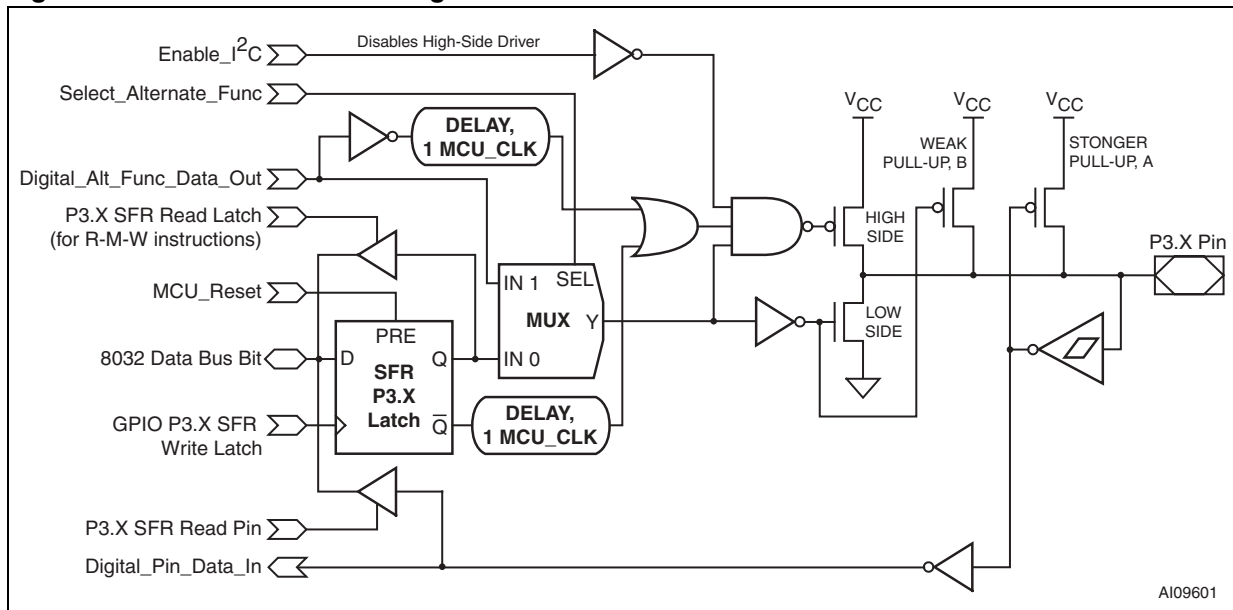 Enable_I2C
Disables High-Side Driver
Select_Alternate_Func
DELAY,
1 MCU_CLK
VCC
VCC
VCC
WEAK
PULL-UP, B
STONGER
PULL-UP, A
Digital_Alt_Func_Data_Out
P3.X SFR Read Latch
(for R-M-W instructions)
HIGH
SIDE
P3.X Pin
MCU_Reset
IN 1
SEL
MUX
Y
IN 0
LOW
SIDE
PRE
8032 Data Bus Bit
D
Q
SFR
P3.X
Latch
Q
GPIO P3.X SFR
Write Latch
DELAY,
1 MCU_CLK
P3.X SFR Read Pin
Digital_Pin_Data_In
AI09601